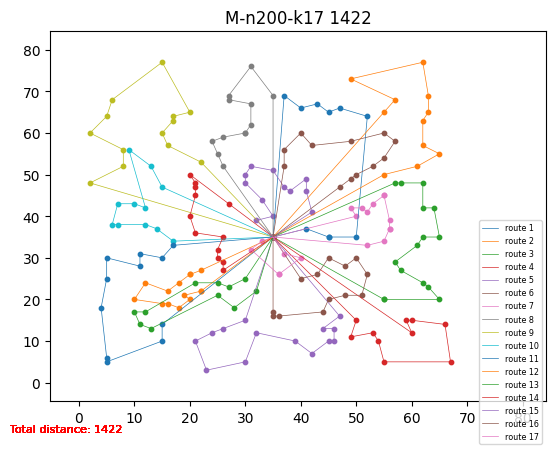 M-n200-k17 1422
80
70
60
50
40
30
20
10
0
0 10 20 30 40 50 60 70 80
route 1
route 2
route 3
route 4
route 5
route 6
route 7
route 8
route 9
route 10
route 11
route 12
route 13
route 14
route 15
route 16
route 17
Total distance: 1422